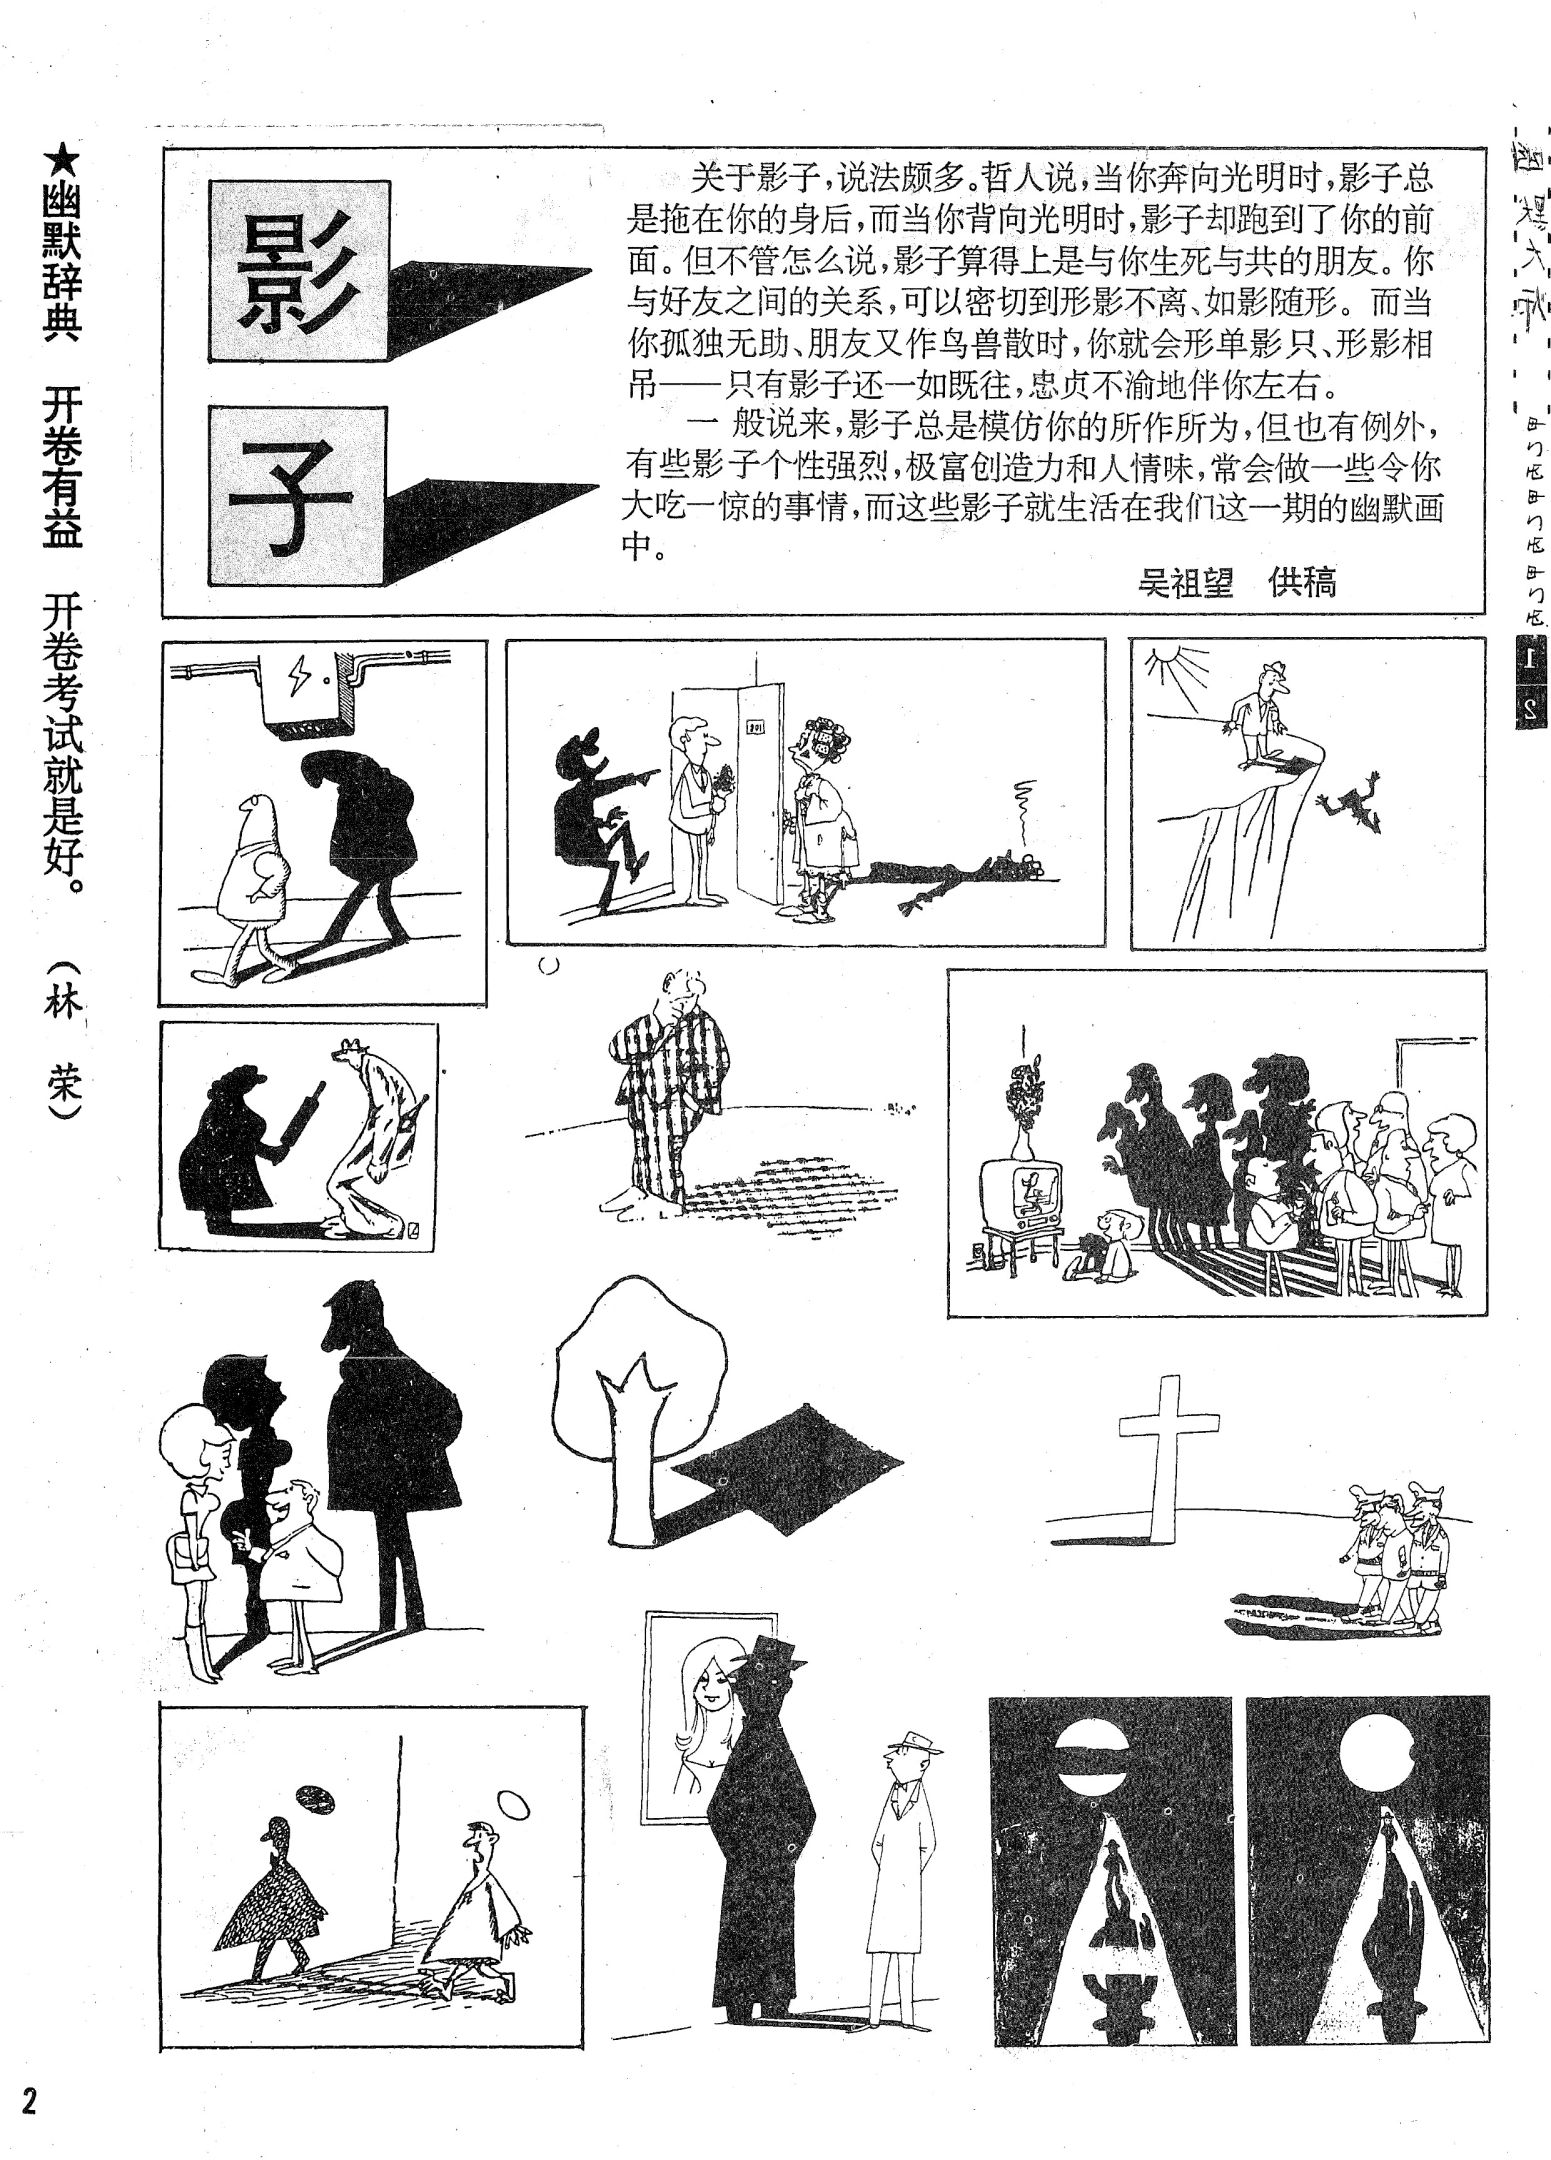 ★幽默辞典 开卷有益 开卷考试就是好。 （林 荣）
影
子
关于影子，说法颇多。哲人说，当你奔向光明时，影子总
是拖在你的身后，而当你背向光明时，影子却跑到了你的前
面。但不管怎么说，影子算得上是与你生死与共的朋友。你
与好友之间的关系，可以密切到形影不离、如影随形。而当
你孤独无助、朋友又作鸟兽散时，你就会形单影只、形影相
吊——只有影子还一如既往，忠贞不渝地伴你左右。
一般说来，影子总是模仿你的所作所为，但也有例外，
有些影子个性强烈，极富创造力和人情味，常会做一些令你
大吃一惊的事情，而这些影子就生活在我们这一期的幽默画
中。
吴祖望 供稿
2